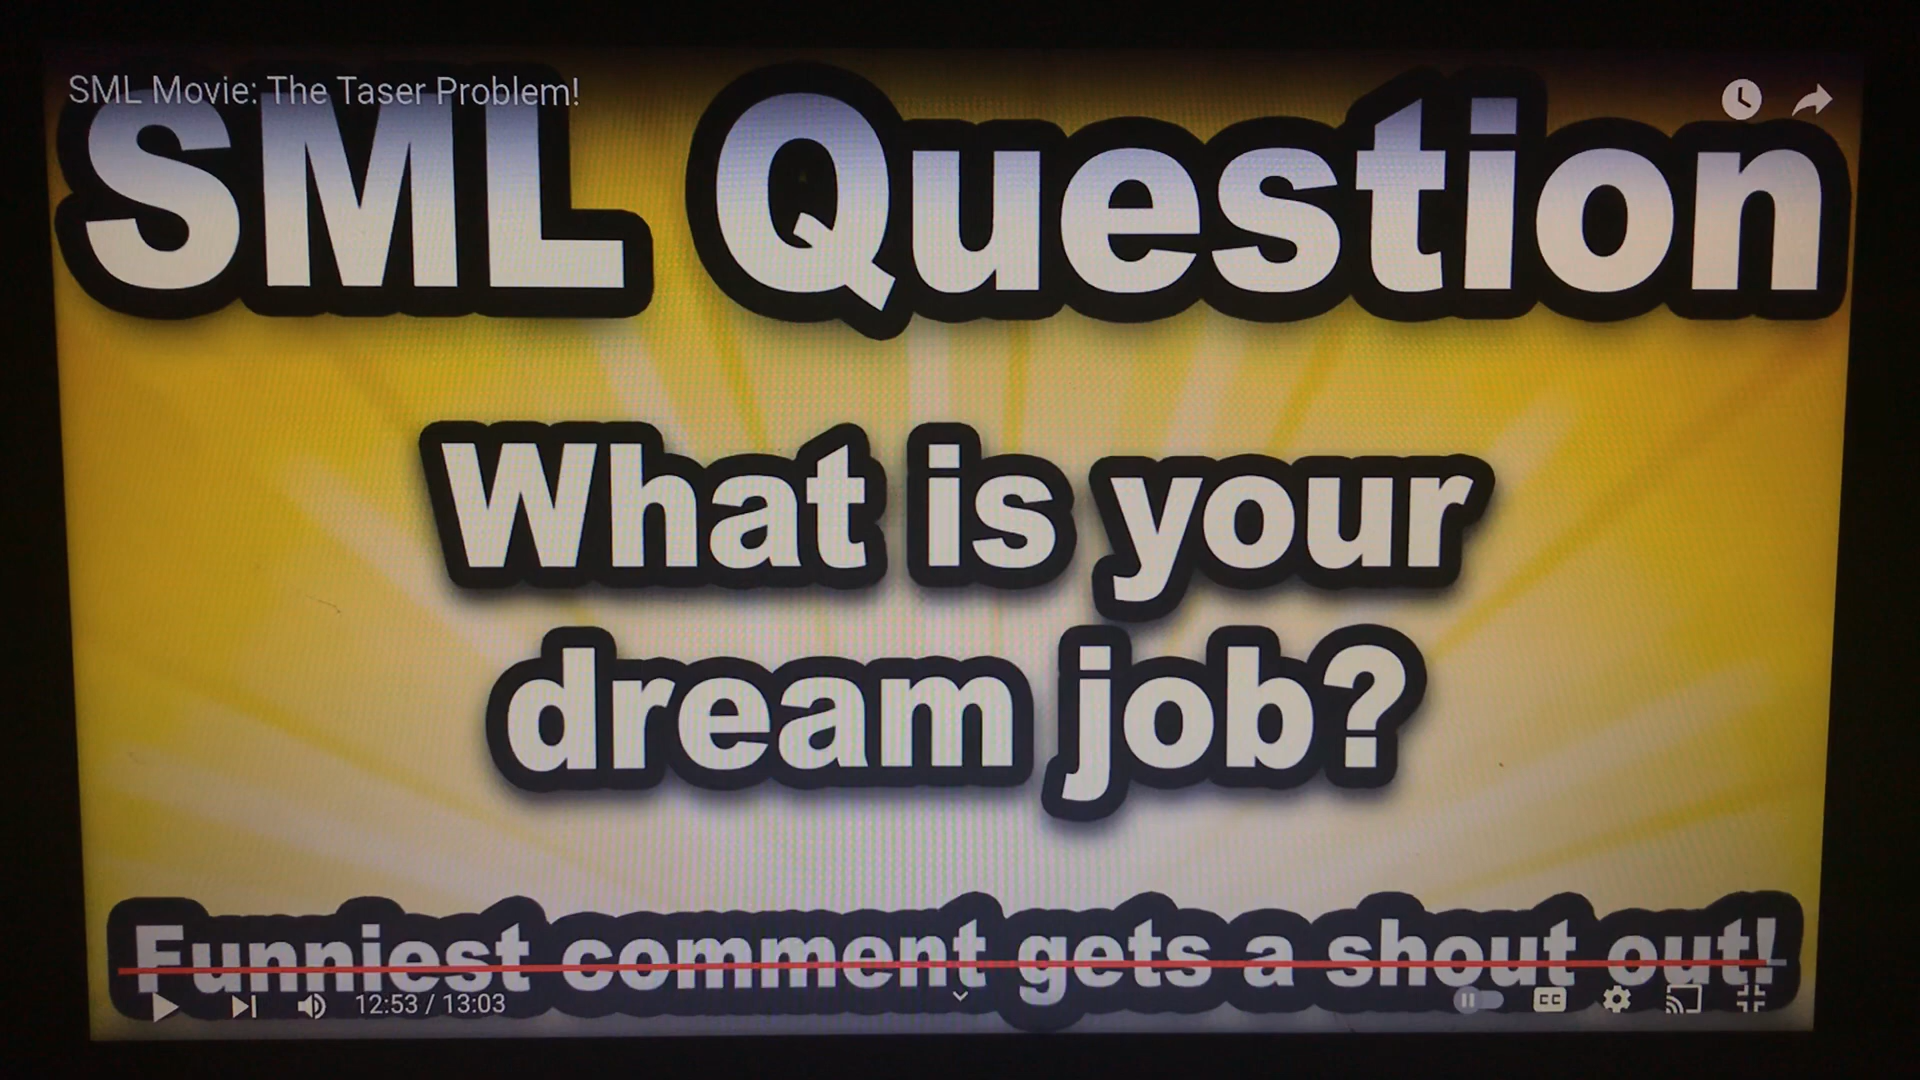 SML Movie: The Taser Problem!
SML Question
What is your
dream job?
Funniest comment gets a shout out!
12:53 / 13:03
CC